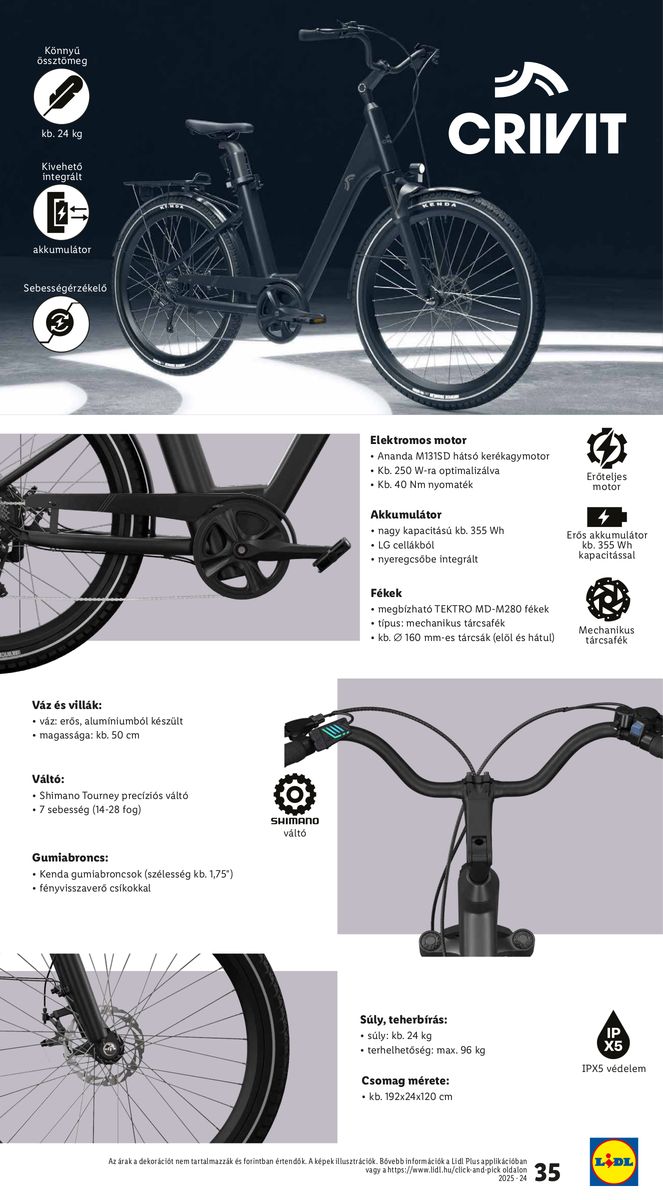 Könnyű
össztömeg
kb. 24 kg
CRIVIT
Kivehető
integrált
akkumulátor
Sebességérzékelő
KENDA
KENDA
Elektromos motor
• Ananda M131SD hátsó kerékagymotor
• Kb. 250 W-ra optimalizálva
• Kb. 40 Nm nyomaték
Erőteljes
motor
Akkumulátor
• nagy kapacitású kb. 355 Wh
• LG cellákból
• nyeregcsőbe integrált
Erős akkumulátor
kb. 355 Wh
kapacitással
Fékek
• megbízható TEKTRO MD-M280 fékek
• típus: mechanikus tárcsafék
• kb. Ø 160 mm-es tárcsák (elöl és hátul)
Mechanikus
tárcsafék
Váz és villák:
• váz: erős, alumíniumból készült
• magassága: kb. 50 cm
Váltó:
• Shimano Tourney precíziós váltó
• 7 sebesség (14-28 fog)
SHIMANO
váltó
Gumiabroncs:
• Kenda gumiabroncsok (szélesség kb. 1,75")
• fényvisszaverő csíkokkal
Súly, teherbírás:
• súly: kb. 24 kg
• terhelhetőség: max. 96 kg
IP
X5
IPX5 védelem
Csomag mérete:
• kb. 192x24x120 cm
Az árak a dekorációt nem tartalmazzák és forintban értendők. A képek illusztrációk. Bővebb információk a Lidl Plus applikációban
vagy a https://www.lidl.hu/click-and-pick oldalon
2025 - 24
35
LIDL